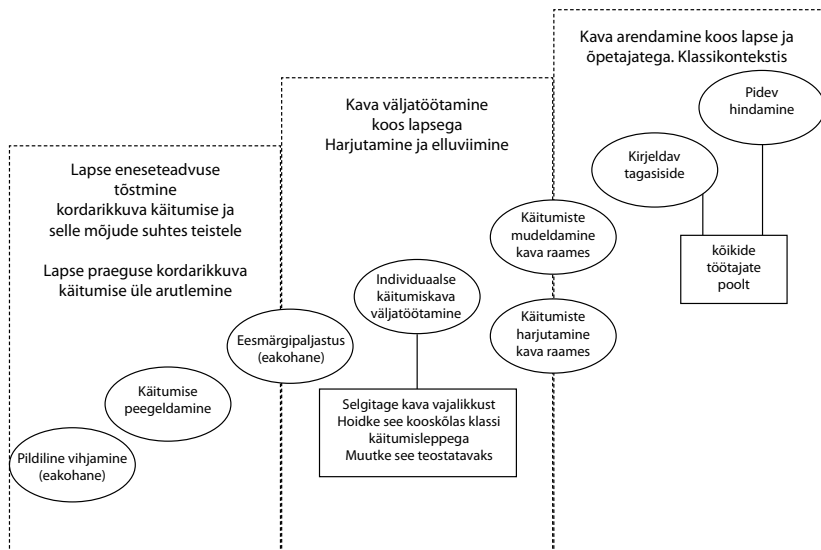 Lapse eneseteadvuse
tõstmine
kordarikkuva käitumise ja
selle mõjude suhtes teistele
Lapse praeguse kordarikkuva
käitumise üle arutlemine
Pildiline vihjamine
(eakohane)
Käitumise
peegeldamine
Eesmärgipaljastus
(eakohane)
Kava väljatöötamine
koos lapsega
Harjutamine ja elluviimine
Individuaalse
käitumiskava
väljatöötamine
Selgitage kava vajalikkust
Hoidke see kooskõlas klassi
käitumisleppega
Muutke see teostatavaks
Käitumiste
mudeldamine
kava raames
Käitumiste
harjutamine
kava raames
Kava arendamine koos lapse ja
õpetajatega. Klassikontekstis
Kirjeldav
tagasiside
Pidev
hindamine
kõikide
töötajate
poolt